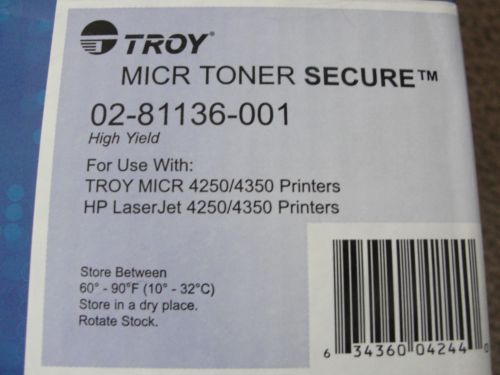 TROY®
MICR TONER SECURE™
02-81136-001
High Yield
For Use With:
TROY MICR 4250/4350 Printers
HP LaserJet 4250/4350 Printers
Store Between
60° - 90°F (10° - 32°C)
Store in a dry place.
Rotate Stock.
6 34360 04244 0